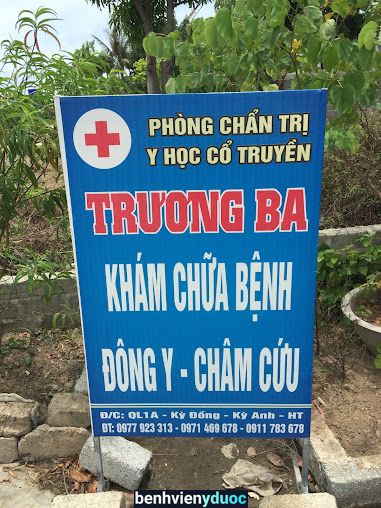 PHÒNG CHẨN TRỊ
Y HỌC CỔ TRUYỀN
TRƯƠNG BA
KHÁM CHỮA BỆNH
ĐÔNG Y - CHÂM CỨU
Đ/C: QL1A - Kỳ Đồng - Kỳ Anh - HT
ĐT: 0977 923 313 - 0971 469 678 - 0911 783 678
benhvienyduoc